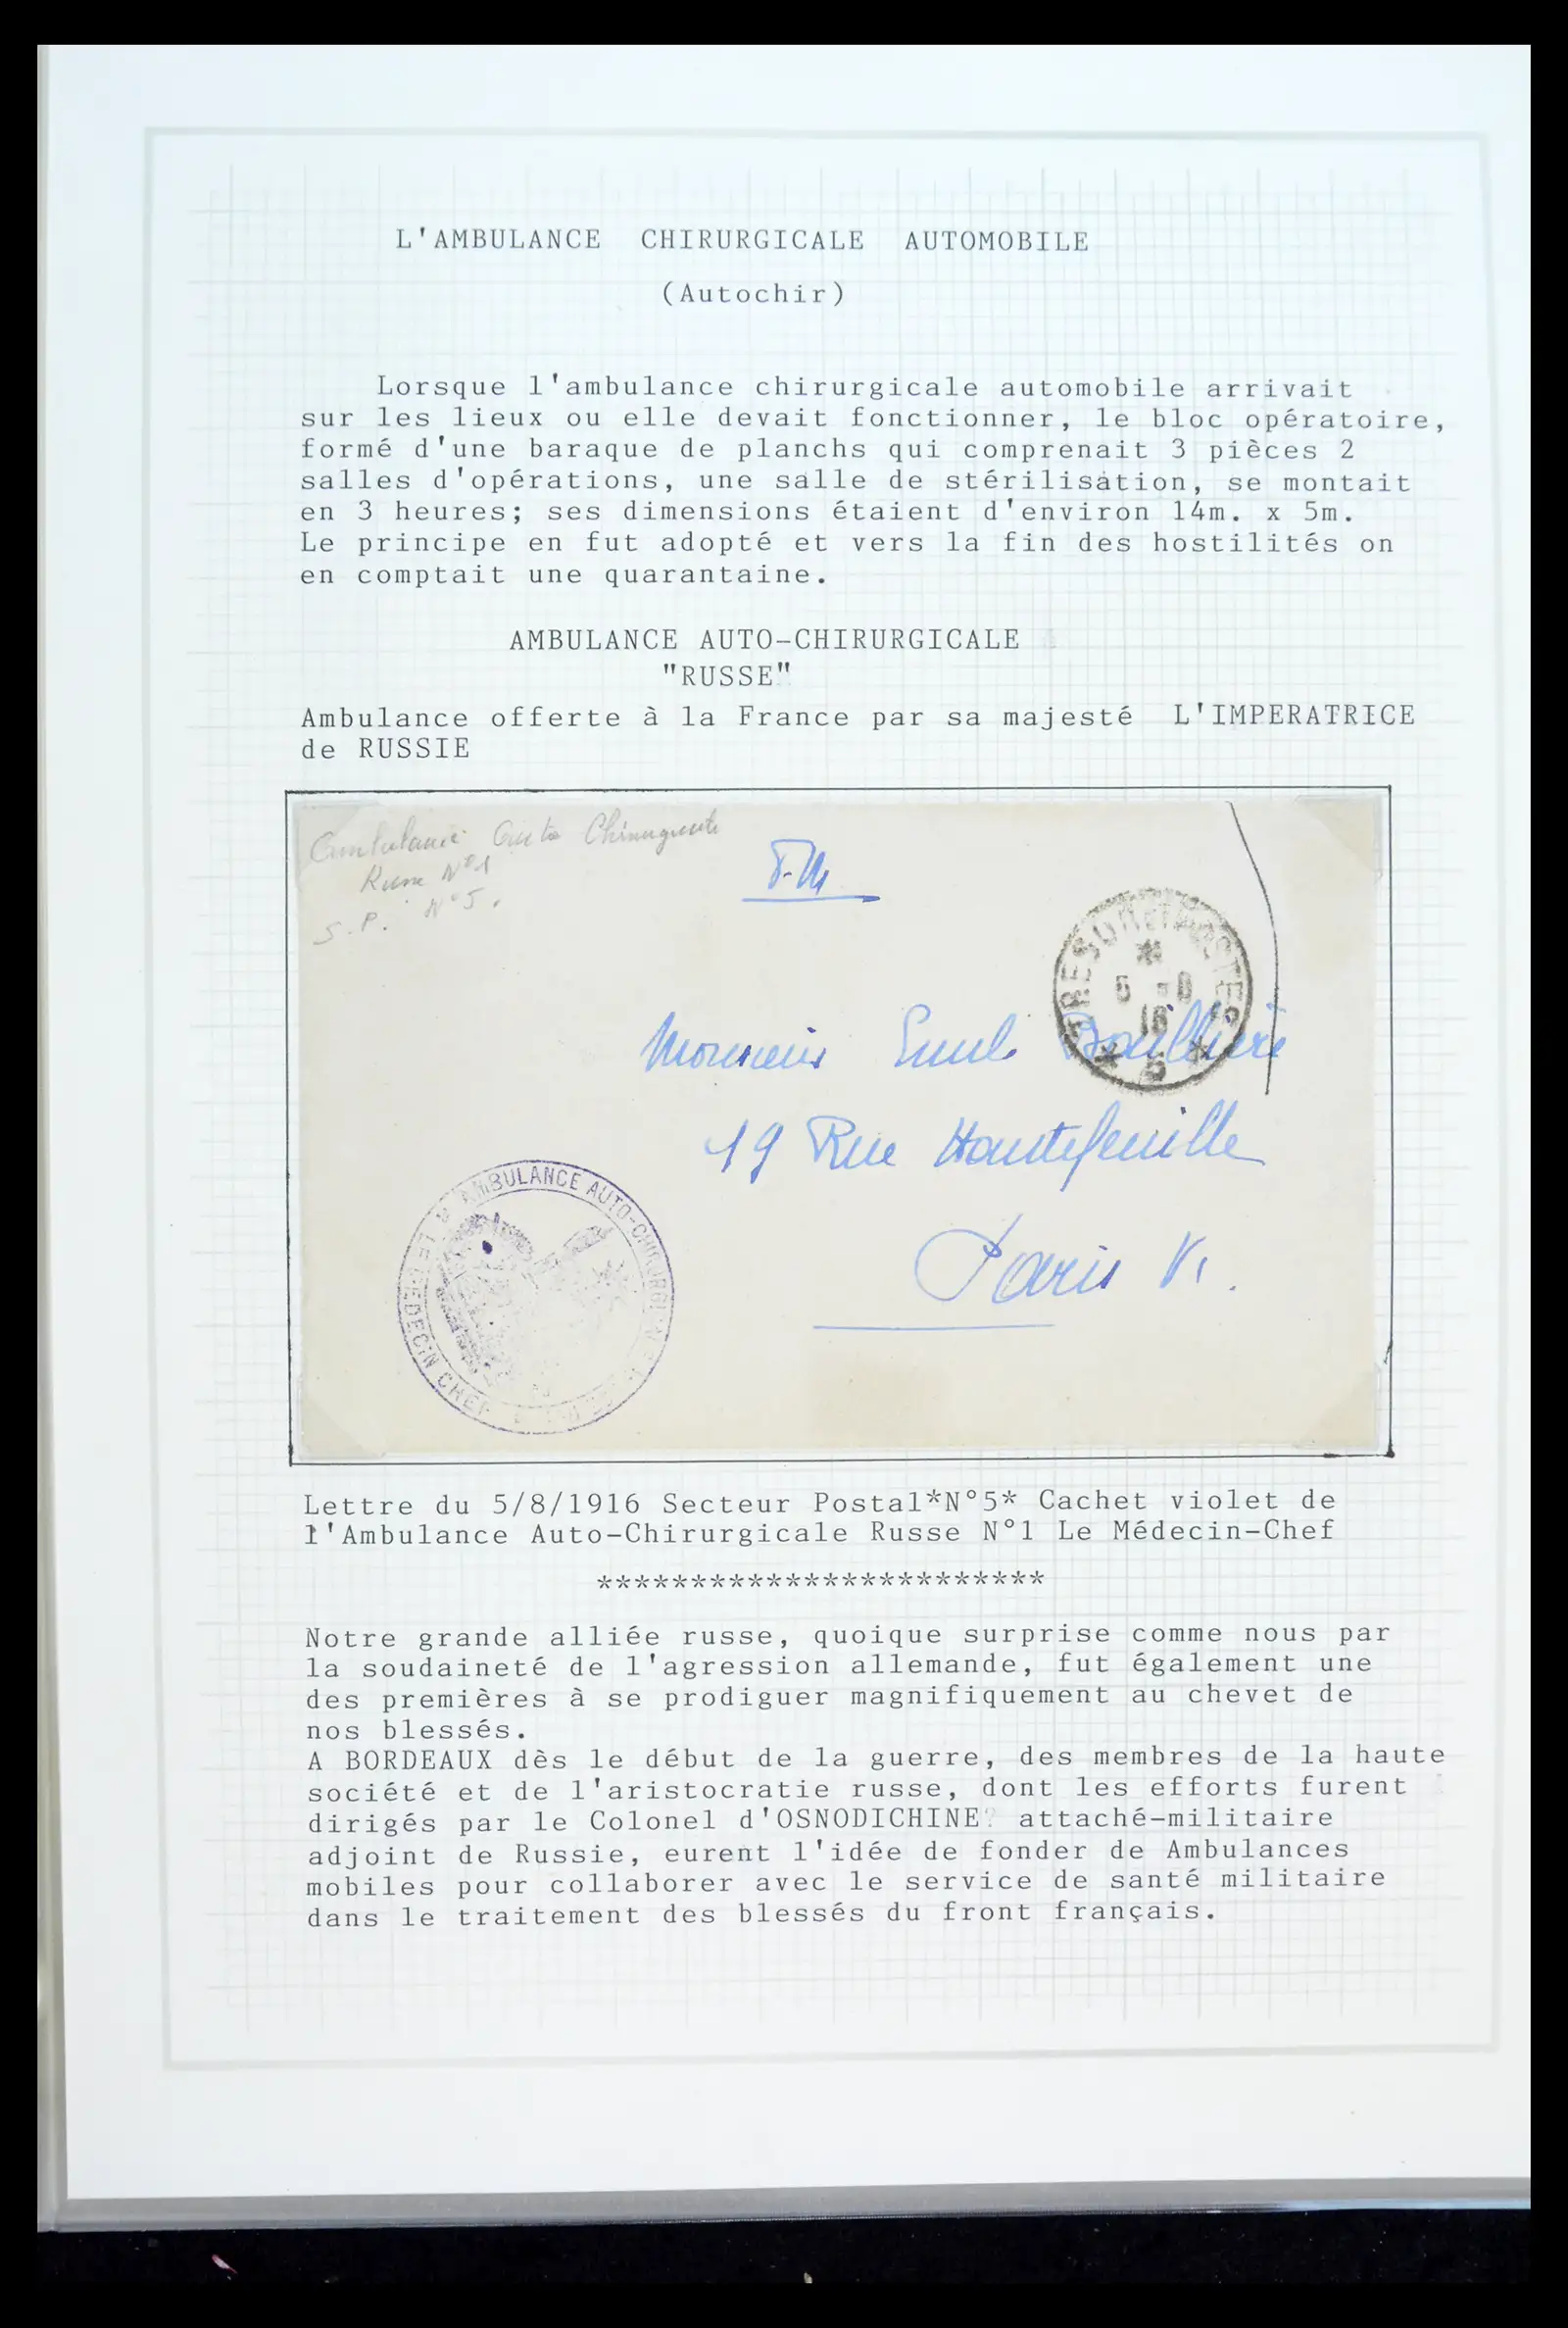 L'AMBULANCE CHIRURGICALE AUTOMOBILE
(Autochir)
Lorsque l'ambulance chirurgicale automobile arrivait
sur les lieux ou elle devait fonctionner, le bloc opératoire,
formé d'une baraque de planchs qui comprenait 3 pièces 2
salles d'opérations, une salle de stérilisation, se montait
en 3 heures; ses dimensions étaient d'environ 14m. x 5m.
Le principe en fut adopté et vers la fin des hostilités on
en comptait une quarantaine.
AMBULANCE AUTO-CHIRURGICALE
"RUSSE"
Ambulance offerte à la France par sa majesté L'IMPERATRICE
de RUSSIE
Ambulance Auto
N°1
S.P. N°5.
F.M
TRESOR ET POSTES
5 -8
16
5
Monsieur
19 Rue Hautefeuille
Paris VI.
AMBULANCE AUTO-CHIRURGICALE
LE MEDECIN CHEF
Lettre du 5/8/1916 Secteur Postal*N°5* Cachet violet de
l'Ambulance Auto-Chirurgicale Russe N°1 Le Médecin-Chef
************************
Notre grande alliée russe, quoique surprise comme nous par
la soudaineté de l'agression allemande, fut également une
des premières à se prodiguer magnifiquement au chevet de
nos blessés.
A BORDEAUX dès le début de la guerre, des membres de la haute
société et de l'aristocratie russe, dont les efforts furent
dirigés par le Colonel d'OSNODICHINE attaché-militaire
adjoint de Russie, eurent l'idée de fonder de Ambulances
mobiles pour collaborer avec le service de santé militaire
dans le traitement des blessés du front français.